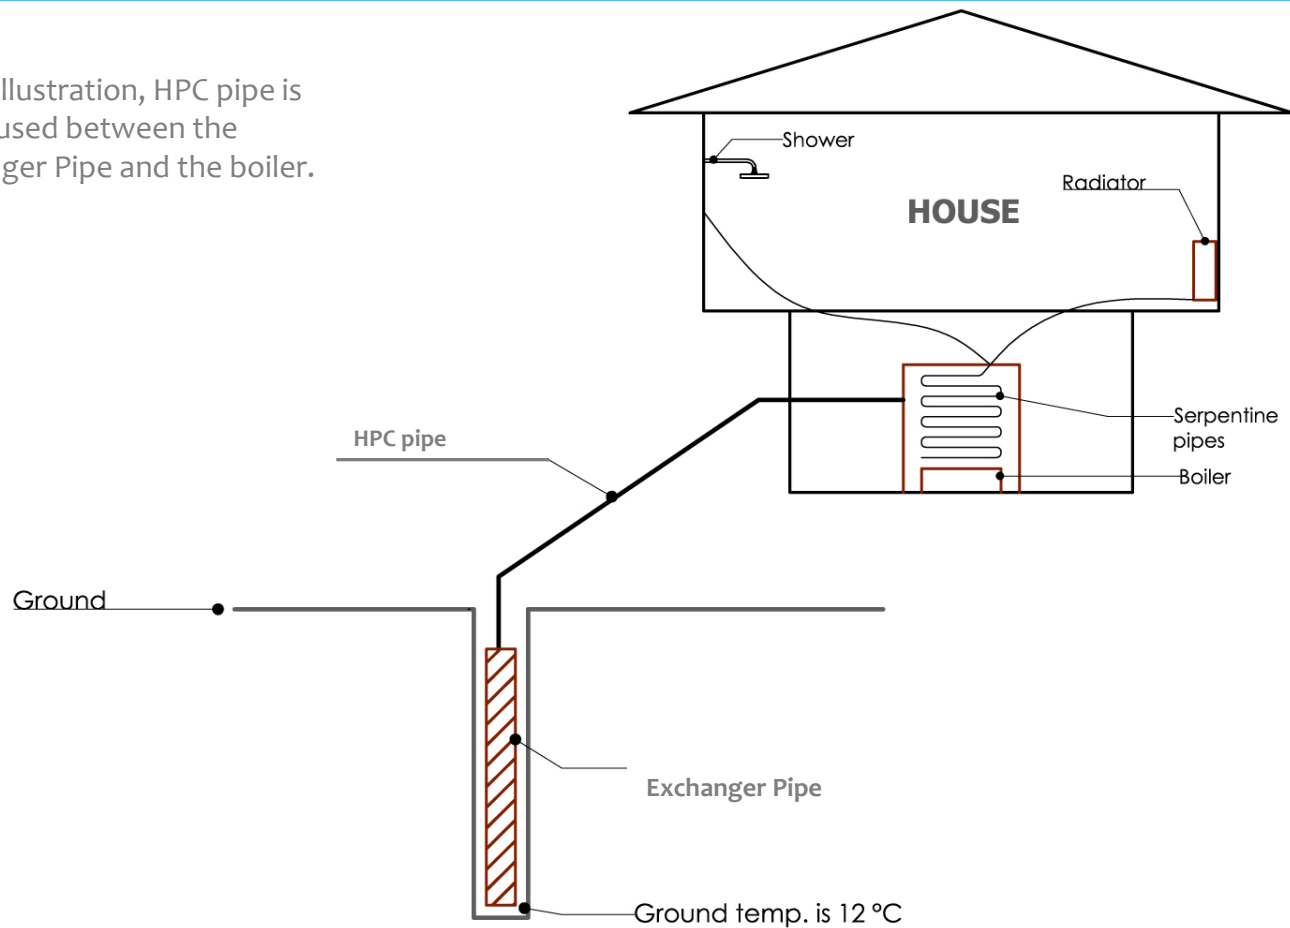 llustration, HPC pipe is
used between the
ger Pipe and the boiler.
Shower
Radiator
HOUSE
Serpentine
pipes
HPC pipe
Boiler
Ground
Exchanger Pipe
Ground temp. is 12 °C